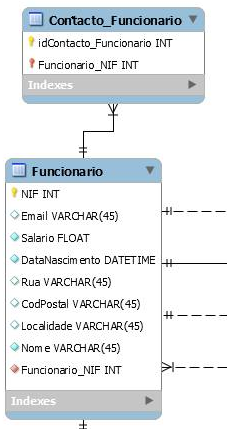 Contacto_Funcionario
idContacto_Funcionario INT
Funcionario_NIF INT
Indexes
Funcionario
NIF INT
Email VARCHAR(45)
Salario FLOAT
DataNascimento DATETIME
Rua VARCHAR(45)
CodPostal VARCHAR(45)
Localidade VARCHAR(45)
Nome VARCHAR(45)
Funcionario_NIF INT
Indexes